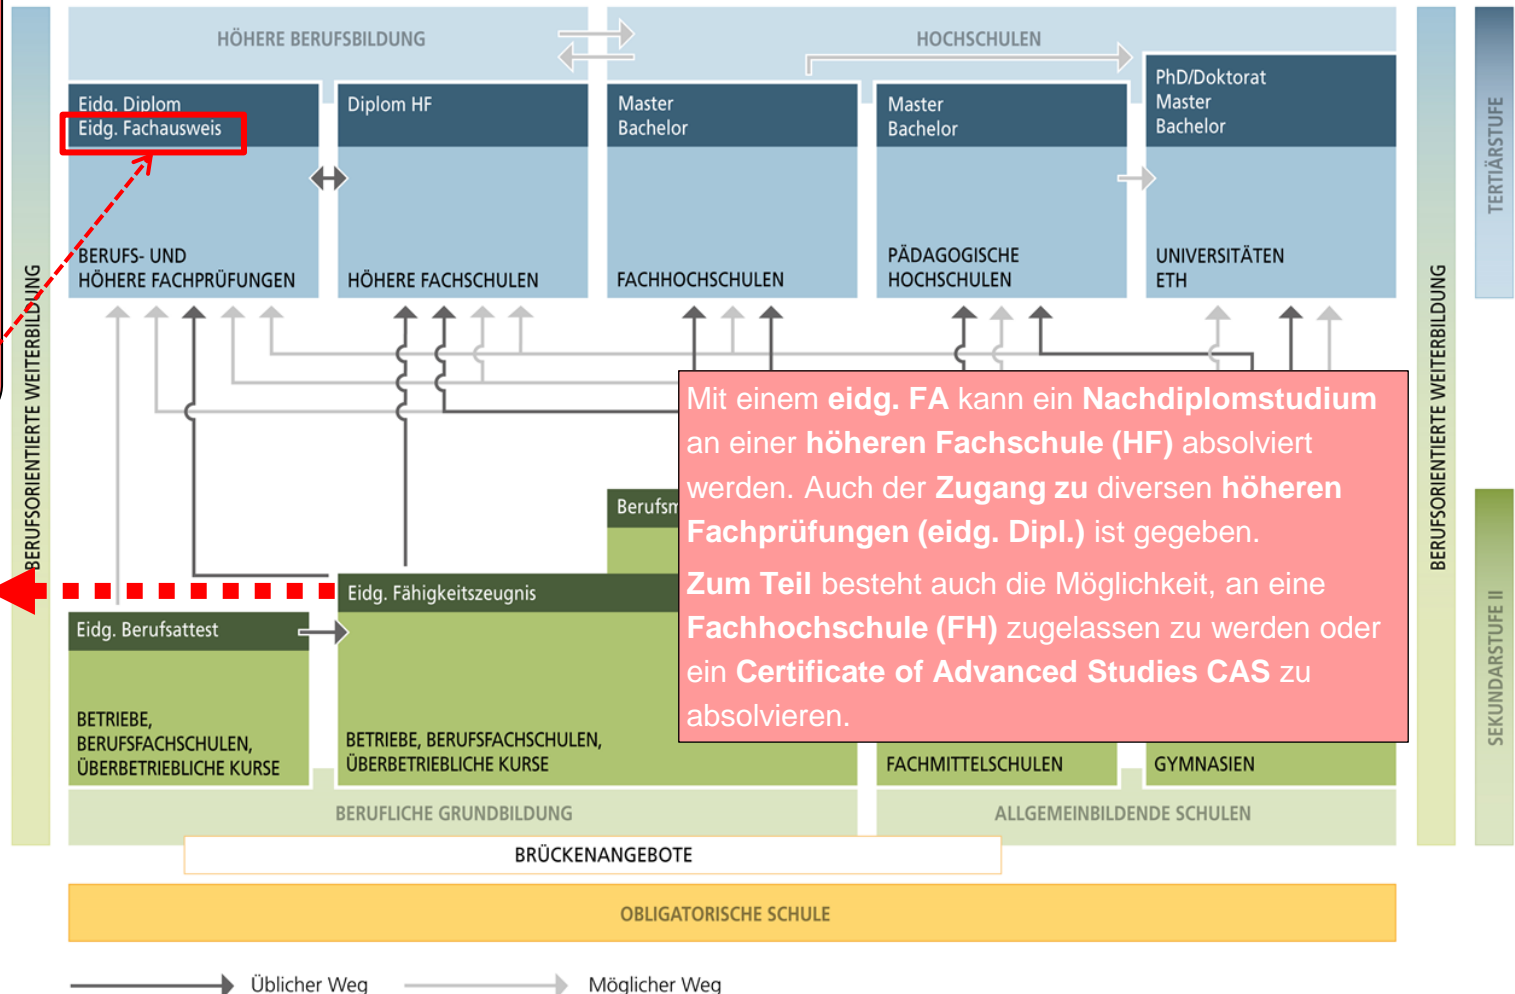 HÖHERE BERUFSBILDUNG
HOCHSCHULEN
Eidg. Diplom
Eidg. Fachausweis
Diplom HF
Master
Bachelor
Master
Bachelor
PhD/Doktorat
Master
Bachelor
BERUFS- UND
HÖHERE FACHPRÜFUNGEN
HÖHERE FACHSCHULEN
FACHHOCHSCHULEN
PÄDAGOGISCHE
HOCHSCHULEN
UNIVERSITÄTEN
ETH
BERUFSORIENTIERTE WEITERBILDUNG
BERUFSORIENTIERTE WEITERBILDUNG
TERTIÄRSTUFE
SEKUNDARSTUFE II
Mit einem eidg. FA kann ein Nachdiplomstudium
an einer höheren Fachschule (HF) absolviert
werden. Auch der Zugang zu diversen höheren
Fachprüfungen (eidg. Dipl.) ist gegeben.
Zum Teil besteht auch die Möglichkeit, an eine
Fachhochschule (FH) zugelassen zu werden oder
ein Certificate of Advanced Studies CAS zu
absolvieren.
Eidg. Fähigkeitszeugnis
Eidg. Berufsattest
BETRIEBE,
BERUFSFACHSCHULEN,
ÜBERBETRIEBLICHE KURSE
BETRIEBE, BERUFSFACHSCHULEN,
ÜBERBETRIEBLICHE KURSE
FACHMITTELSCHULEN
GYMNASIEN
BERUFLICHE GRUNDBILDUNG
ALLGEMEINBILDENDE SCHULEN
BRÜCKENANGEBOTE
OBLIGATORISCHE SCHULE
Üblicher Weg
Möglicher Weg